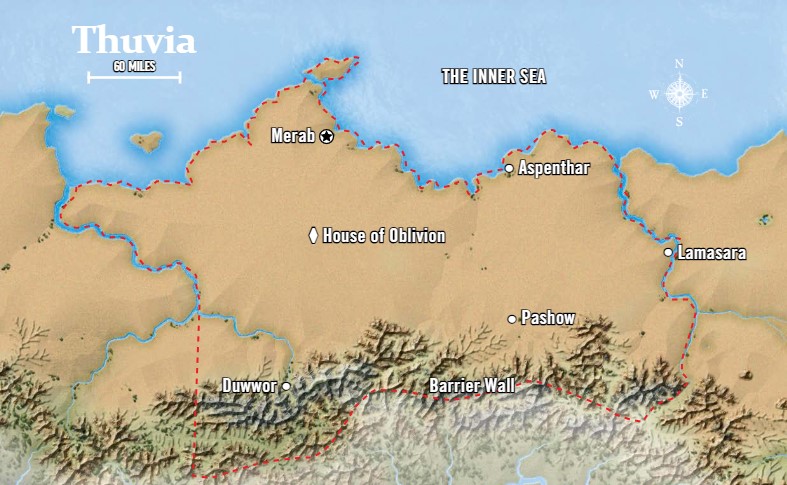 Thuvia
60 MILES
THE INNER SEA
N
W
E
S
Merab
Aspenthar
House of Oblivion
Lamasara
Pashow
Duwwor
Barrier Wall